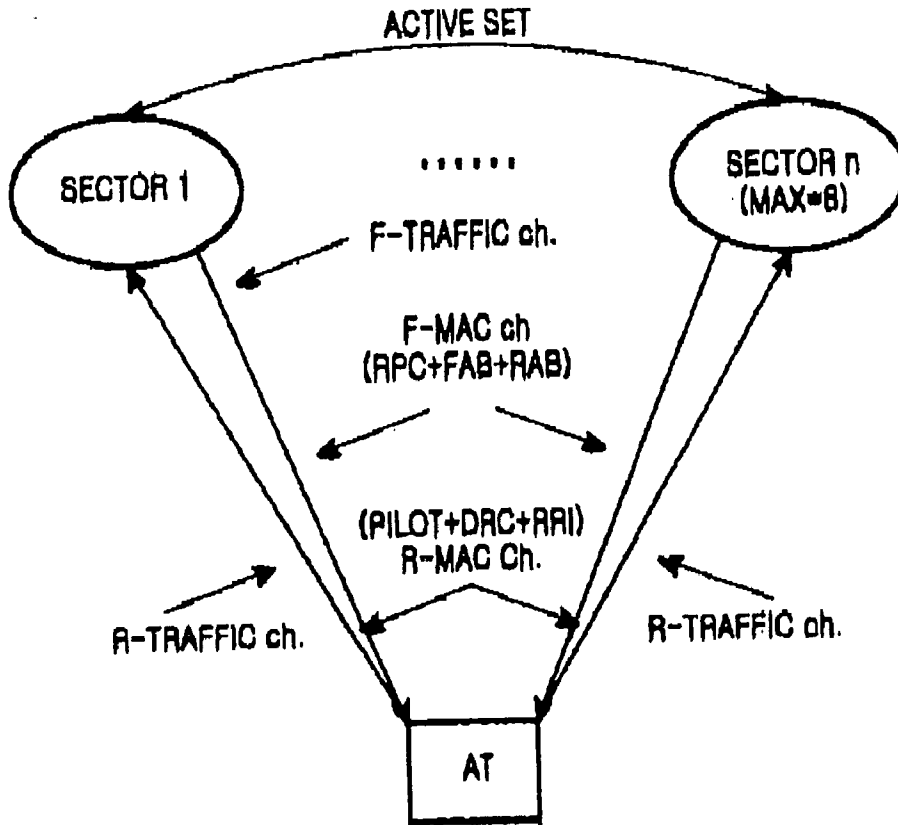 ACTIVE SET
SECTOR 1
......
SECTOR n
(MAX=6)
F-TRAFFIC ch.
F-MAC ch
(RPC+FAB+RAB)
(PILOT+DRC+RRI)
R-MAC Ch.
R-TRAFFIC ch.
R-TRAFFIC ch.
AT